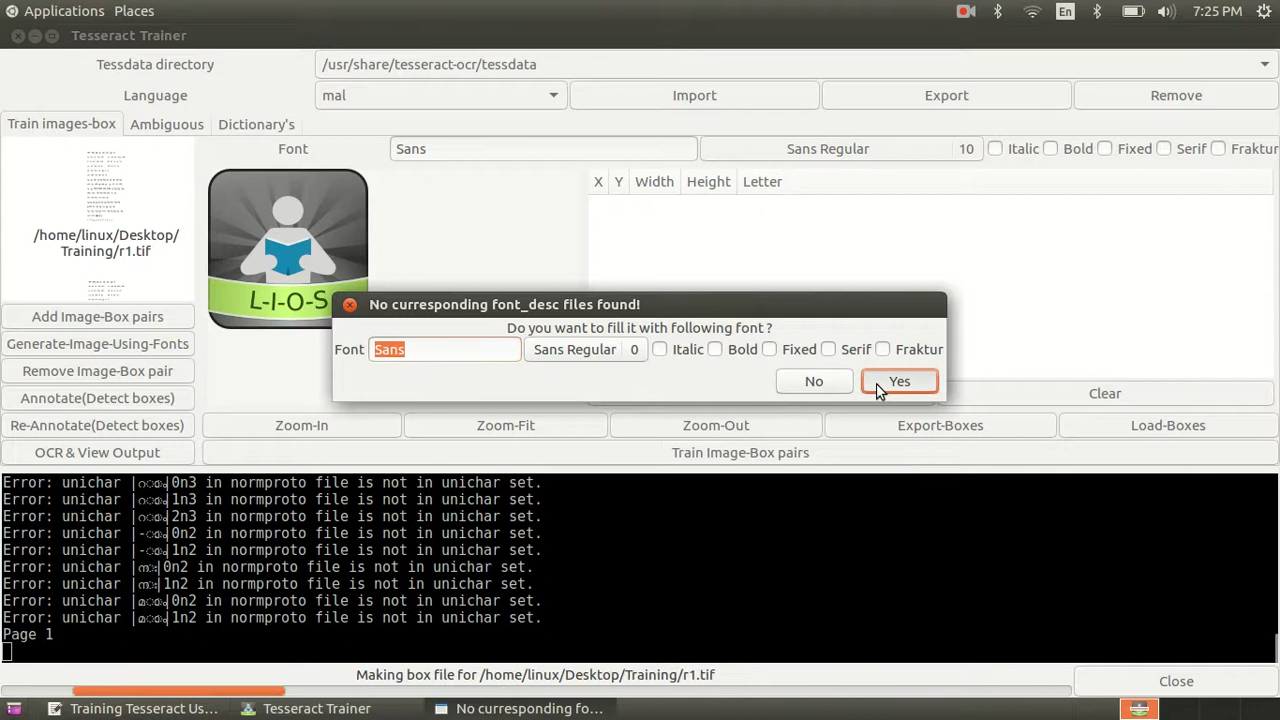 Applications Places
En
7:25 PM
Tesseract Trainer
Tessdata directory /usr/share/tesseract-ocr/tessdata
Language mal Import Export Remove
Train images-box Ambiguous Dictionary's
Font Sans Sans Regular 10 Italic Bold Fixed Serif Fraktur
X Y Width Height Letter
/home/linux/Desktop/
Training/r1.tif
L-I-O-S
No curresponding font_desc files found!
Do you want to fill it with following font ?
Font Sans Sans Regular 0 Italic Bold Fixed Serif Fraktur
No Yes
Add Image-Box pairs
Generate-Image-Using-Fonts
Remove Image-Box pair
Annotate(Detect boxes) Clear
Re-Annotate(Detect boxes) Zoom-In Zoom-Fit Zoom-Out Export-Boxes Load-Boxes
OCR & View Output Train Image-Box pairs
Error: unichar | |0n3 in normproto file is not in unichar set.
Error: unichar | |1n3 in normproto file is not in unichar set.
Error: unichar | |2n3 in normproto file is not in unichar set.
Error: unichar | |0n2 in normproto file is not in unichar set.
Error: unichar | |1n2 in normproto file is not in unichar set.
Error: unichar | |0n2 in normproto file is not in unichar set.
Error: unichar | |1n2 in normproto file is not in unichar set.
Error: unichar | |0n2 in normproto file is not in unichar set.
Error: unichar | |1n2 in normproto file is not in unichar set.
Page 1
Making box file for /home/linux/Desktop/Training/r1.tif
Close
Training Tesseract Us... Tesseract Trainer No curresponding fo...